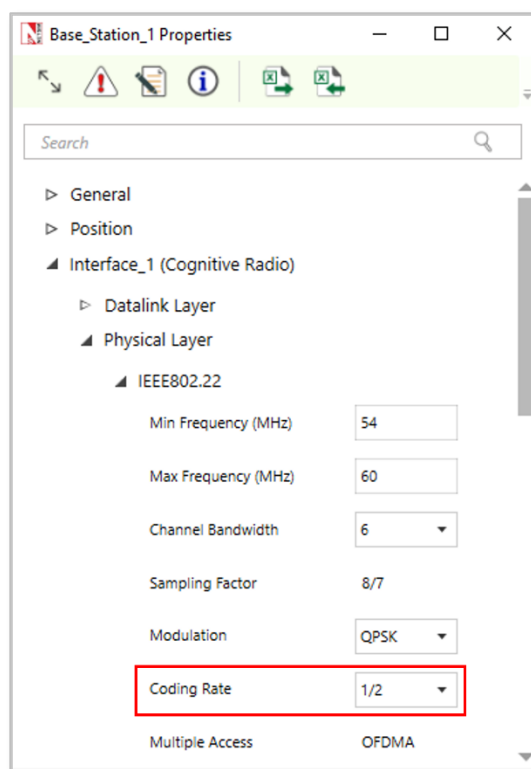 Base_Station_1 Properties
Search
General
Position
Interface_1 (Cognitive Radio)
Datalink Layer
Physical Layer
IEEE802.22
Min Frequency (MHz) 54
Max Frequency (MHz) 60
Channel Bandwidth 6
Sampling Factor 8/7
Modulation QPSK
Coding Rate 1/2
Multiple Access OFDMA